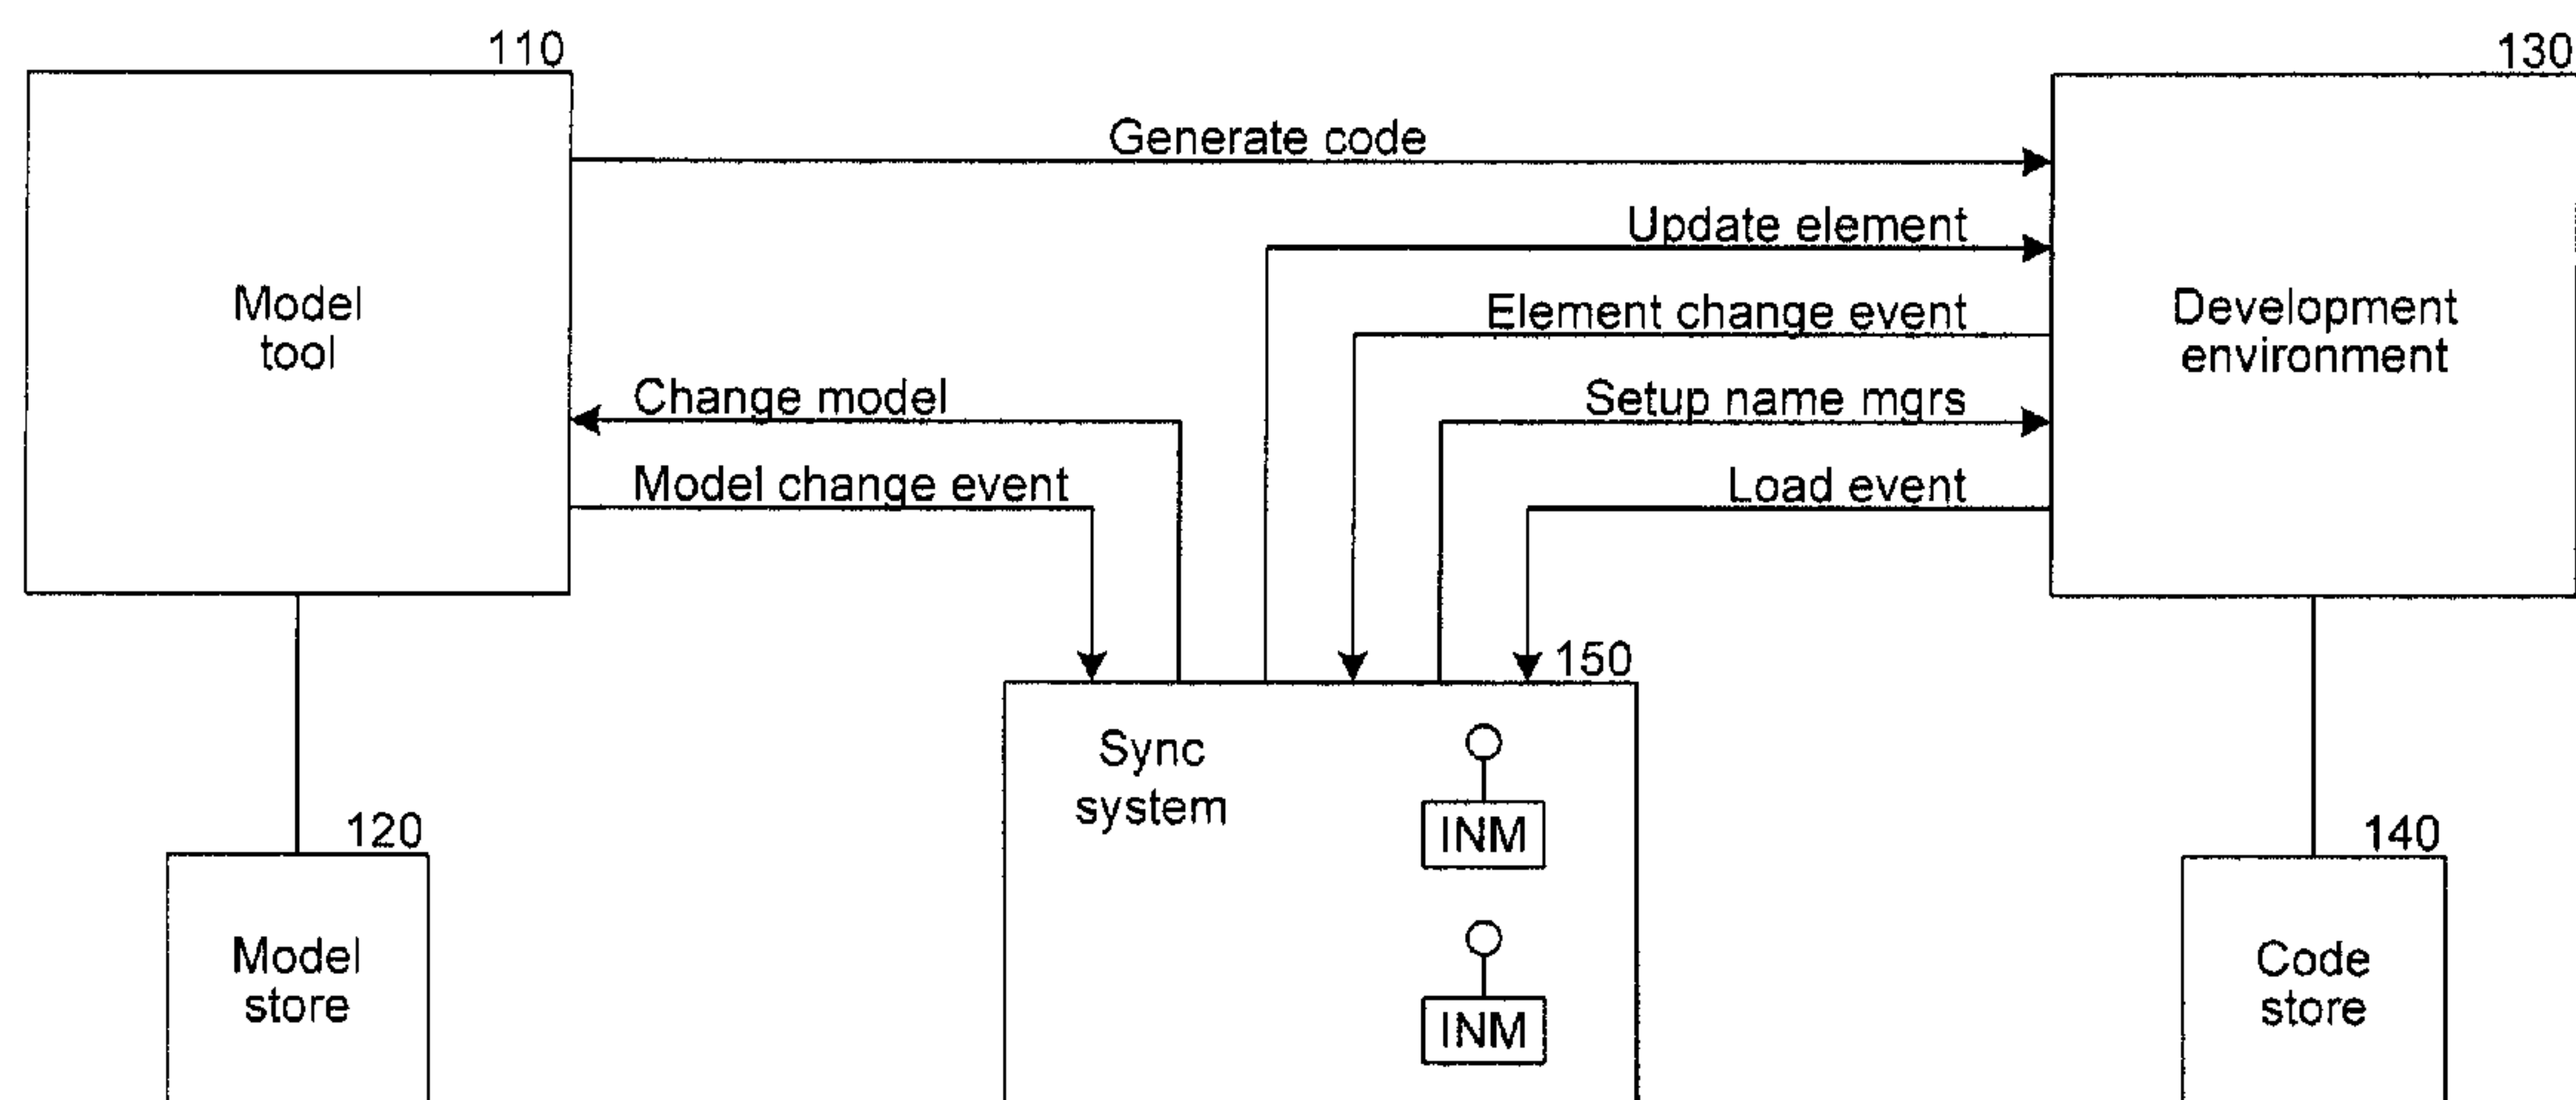 110
130
Generate code
Update element
Model
tool
Element change event
Development
environment
Change model
Setup name mgrs
Model change event
Load event
150
Sync
system
120
INM
140
Model
store
Code
store
INM